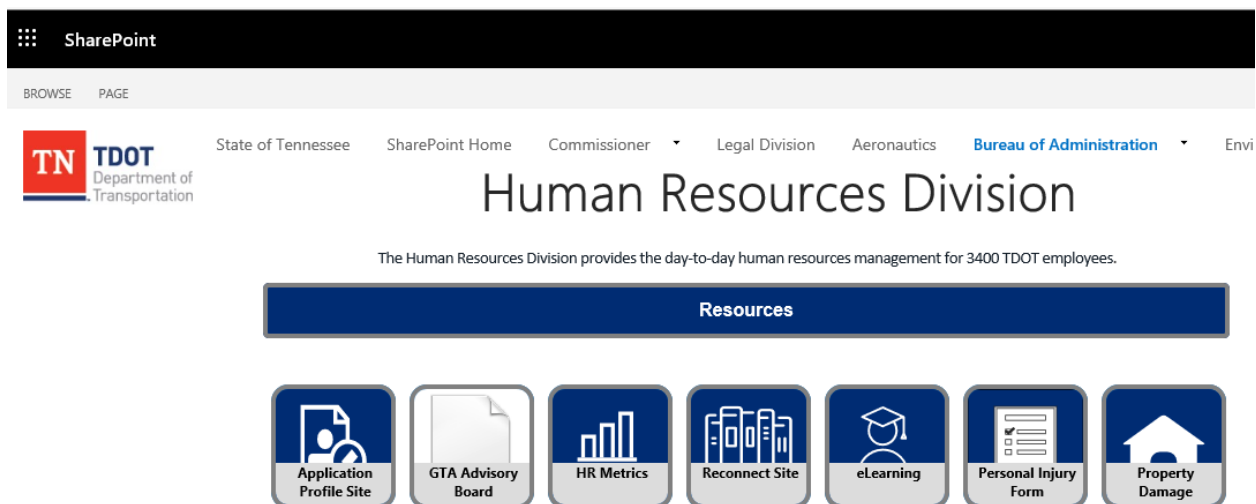 SharePoint
BROWSE PAGE
TN TDOT
Department of
Transportation
State of Tennessee SharePoint Home Commissioner Legal Division Aeronautics Bureau of Administration Envi
Human Resources Division
The Human Resources Division provides the day-to-day human resources management for 3400 TDOT employees.
Resources
Application
Profile Site
GTA Advisory
Board
HR Metrics
Reconnect Site
eLearning
Personal Injury
Form
Property
Damage